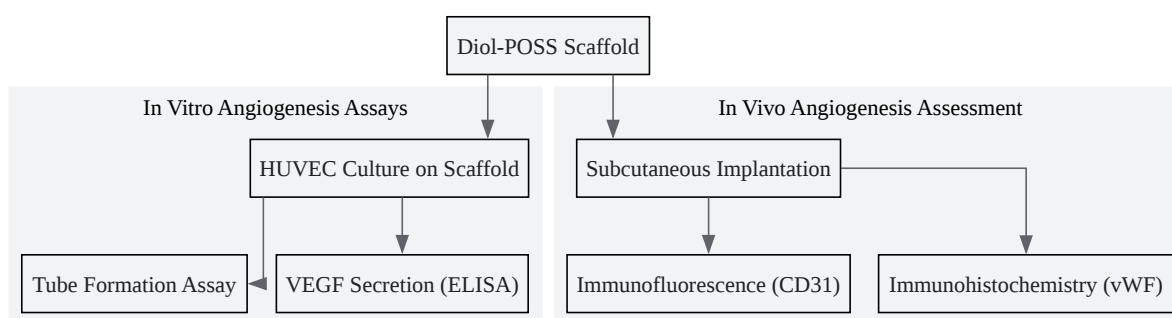 Diol-POSS Scaffold
In Vitro Angiogenesis Assays
In Vivo Angiogenesis Assessment
HUVEC Culture on Scaffold
Subcutaneous Implantation
Tube Formation Assay
VEGF Secretion (ELISA)
Immunofluorescence (CD31)
Immunohistochemistry (vWF)